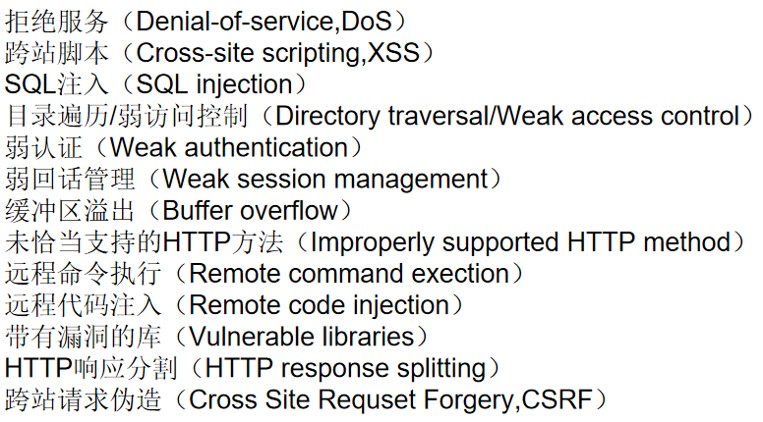 拒绝服务（Denial-of-service,DoS）
跨站脚本（Cross-site scripting,XSS）
SQL注入（SQL injection）
目录遍历/弱访问控制（Directory traversal/Weak access control）
弱认证（Weak authentication）
弱回话管理（Weak session management）
缓冲区溢出（Buffer overflow）
未恰当支持的HTTP方法（Improperly supported HTTP method）
远程命令执行（Remote command exection）
远程代码注入（Remote code injection）
带有漏洞的库（Vulnerable libraries）
HTTP响应分割（HTTP response splitting）
跨站请求伪造（Cross Site Requset Forgery,CSRF）